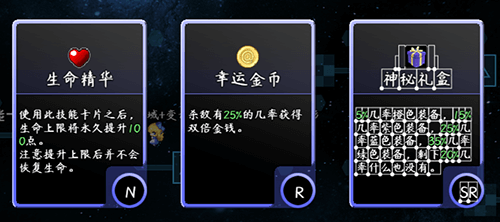 生命精华
使用此技能卡片之后，
生命上限将永久提升1
00点。
注意提升上限后并不会
恢复生命。
N
幸运金币
杀敌有25%的几率获得
双倍金钱。
R
神秘礼盒
5%几率橙色装备，15%
几率紫色装备，25%几
率蓝色装备，35%几率
绿色装备，剩下20%几
率什么也没有。
SR